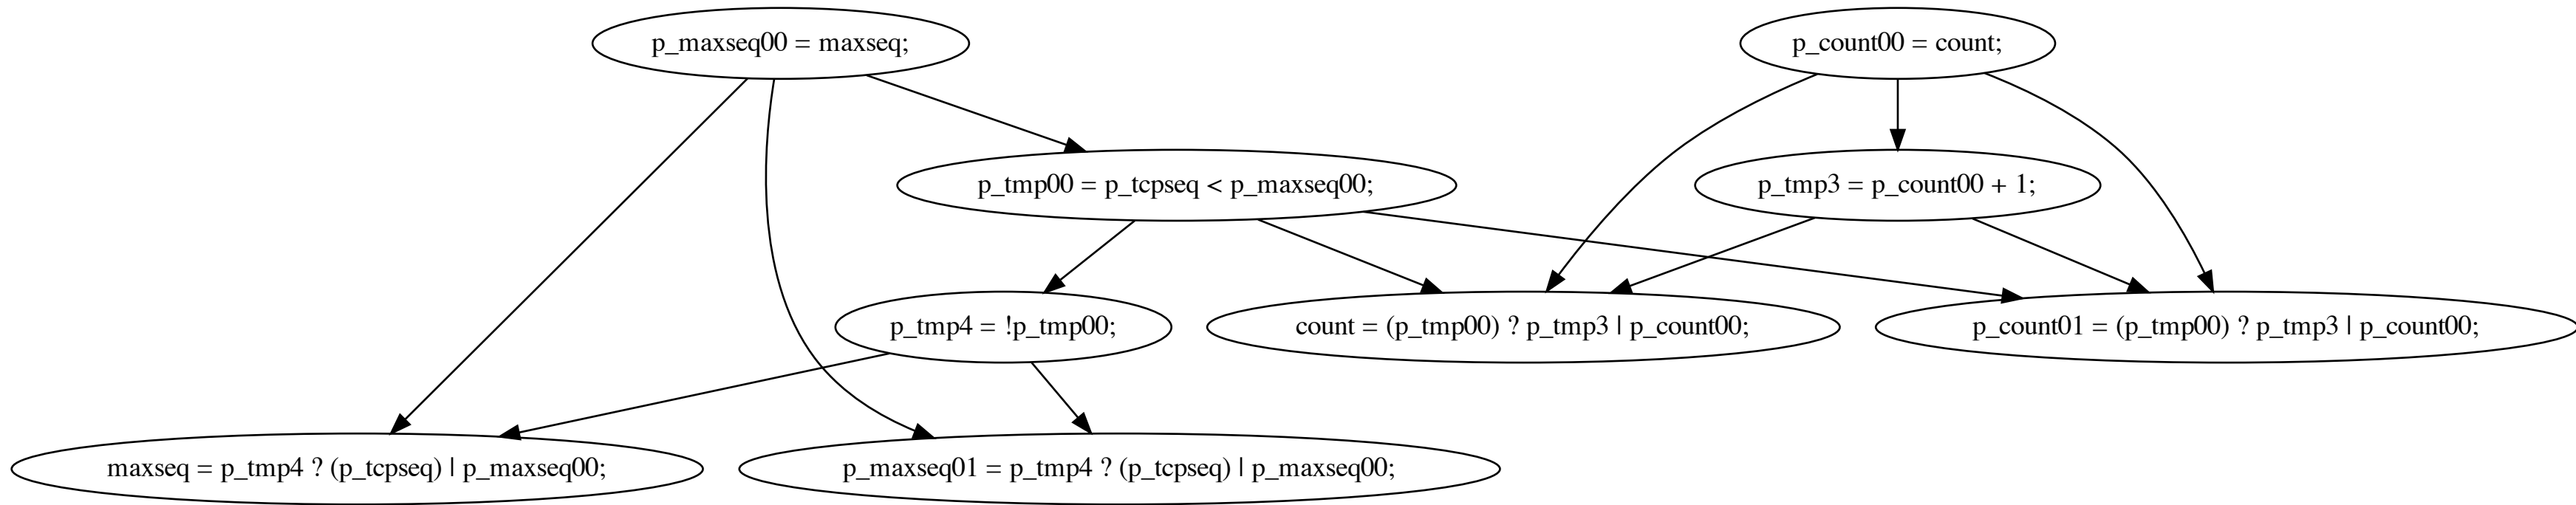 p_maxseq00 = maxseq;
p_count00 = count;
p_tmp00 = p_tcpseq < p_maxseq00;
p_tmp3 = p_count00 + 1;
p_tmp4 = !p_tmp00;
count = (p_tmp00) ? p_tmp3 | p_count00;
p_count01 = (p_tmp00) ? p_tmp3 | p_count00;
maxseq = p_tmp4 ? (p_tcpseq) | p_maxseq00;
p_maxseq01 = p_tmp4 ? (p_tcpseq) | p_maxseq00;